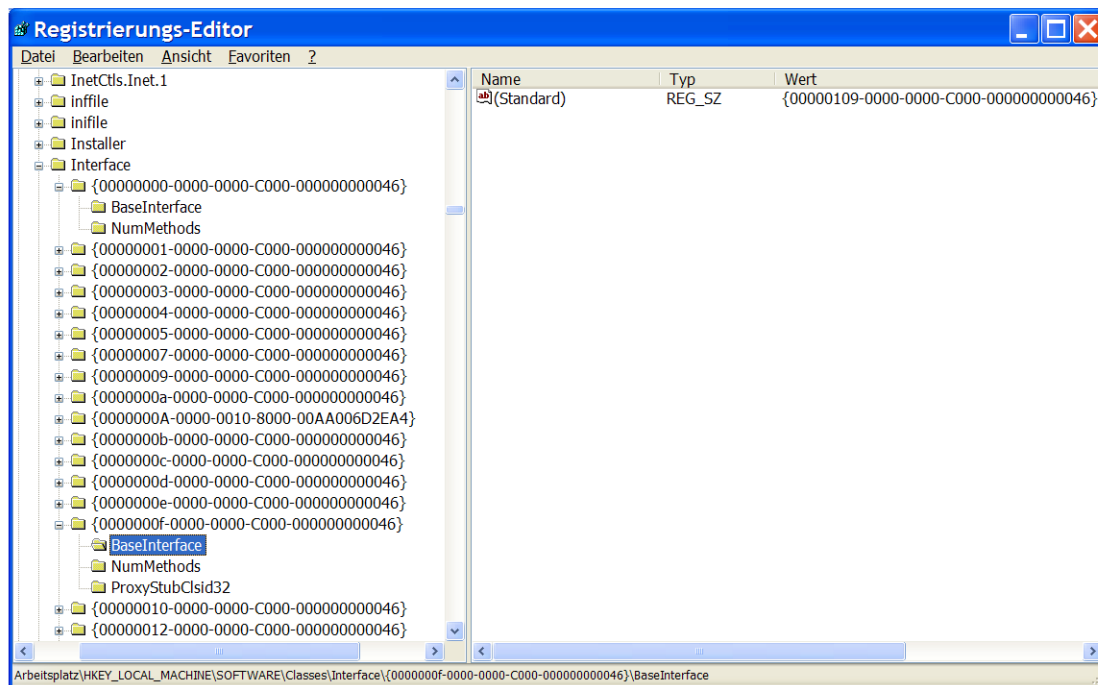 Registrierungs-Editor
Datei Bearbeiten Ansicht Favoriten ?
InetCtls.Inet.1
inffile
inifile
Installer
Interface
{00000000-0000-0000-C000-000000000046}
BaseInterface
NumMethods
{00000001-0000-0000-C000-000000000046}
{00000002-0000-0000-C000-000000000046}
{00000003-0000-0000-C000-000000000046}
{00000004-0000-0000-C000-000000000046}
{00000005-0000-0000-C000-000000000046}
{00000007-0000-0000-C000-000000000046}
{00000009-0000-0000-C000-000000000046}
{0000000a-0000-0000-C000-000000000046}
{0000000A-0000-0010-8000-00AA006D2EA4}
{0000000b-0000-0000-C000-000000000046}
{0000000c-0000-0000-C000-000000000046}
{0000000d-0000-0000-C000-000000000046}
{0000000e-0000-0000-C000-000000000046}
{0000000f-0000-0000-C000-000000000046}
BaseInterface
NumMethods
ProxyStubClsid32
{00000010-0000-0000-C000-000000000046}
{00000012-0000-0000-C000-000000000046}
Name Typ Wert
ab (Standard) REG_SZ {00000109-0000-0000-C000-000000000046}
Arbeitsplatz\HKEY_LOCAL_MACHINE\SOFTWARE\Classes\Interface\{0000000f-0000-0000-C000-000000000046}\BaseInterface